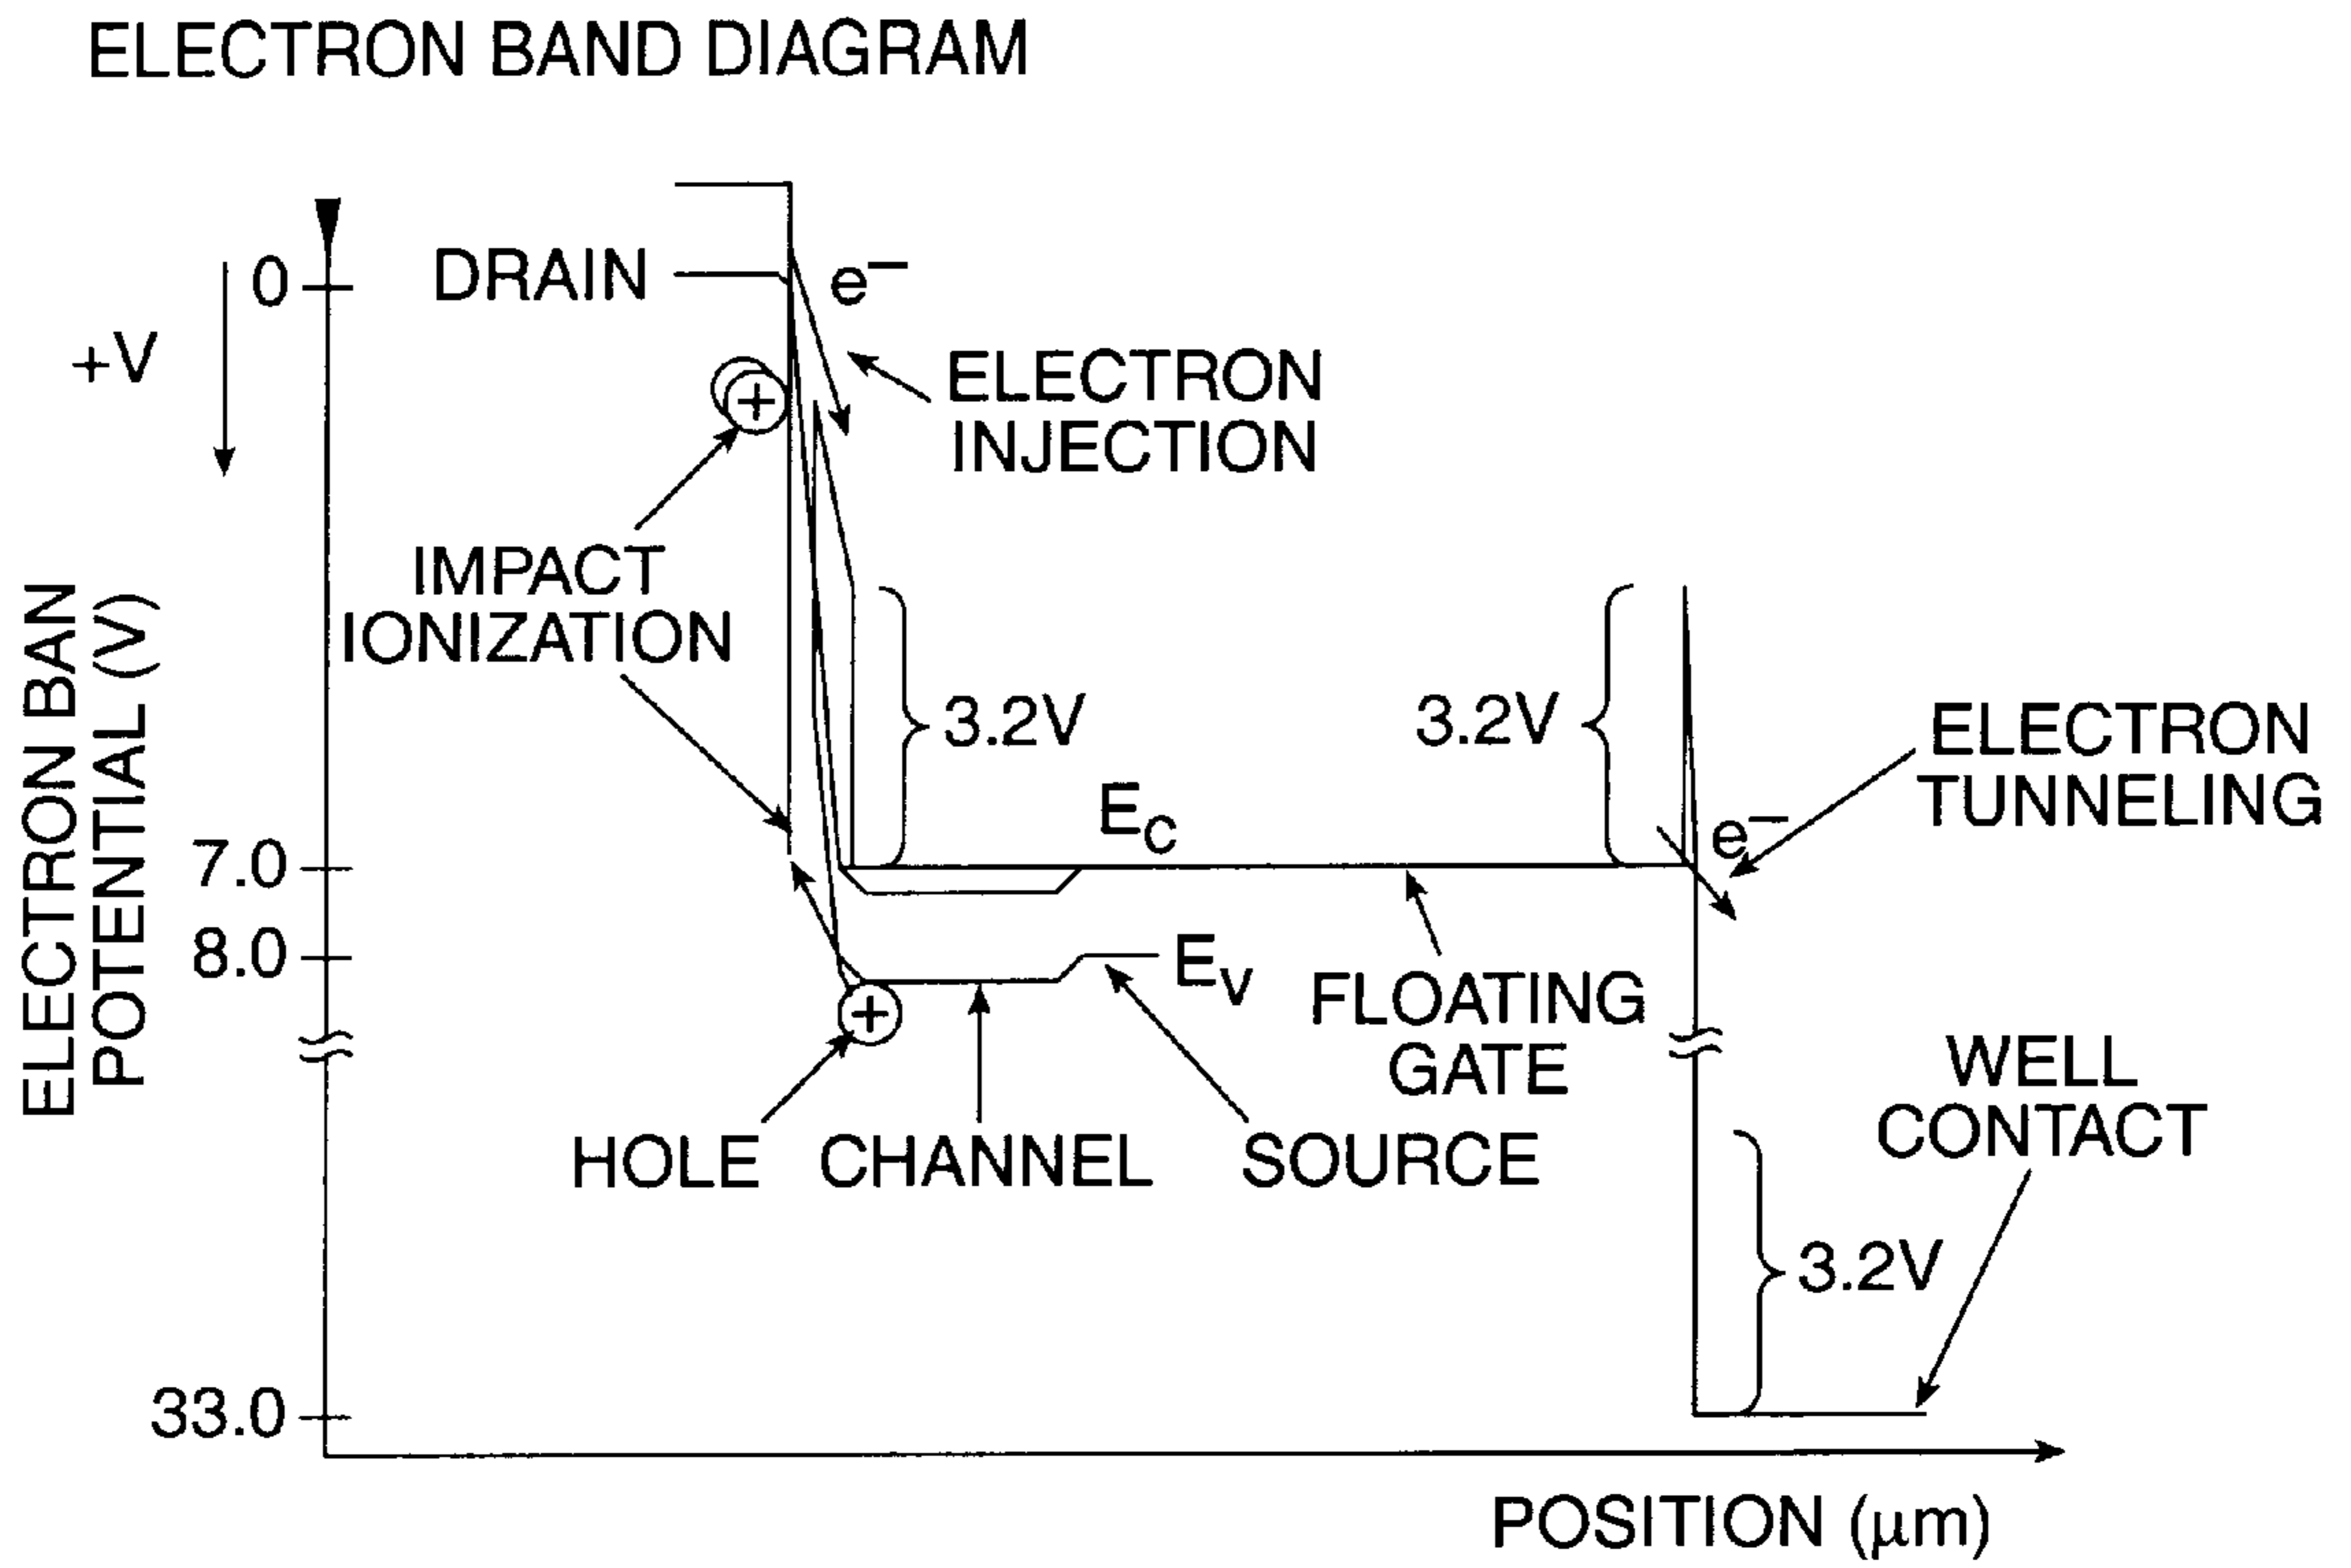 ELECTRON BAND DIAGRAM
0
DRAIN
e−
+V
ELECTRON
INJECTION
+
IMPACT
IONIZATION
3.2V
3.2V
ELECTRON
TUNNELING
EC
e−
7.0
8.0
EV
FLOATING
GATE
+
WELL
CONTACT
HOLE
CHANNEL
SOURCE
3.2V
33.0
ELECTRON BAN
POTENTIAL (V)
POSITION (μm)